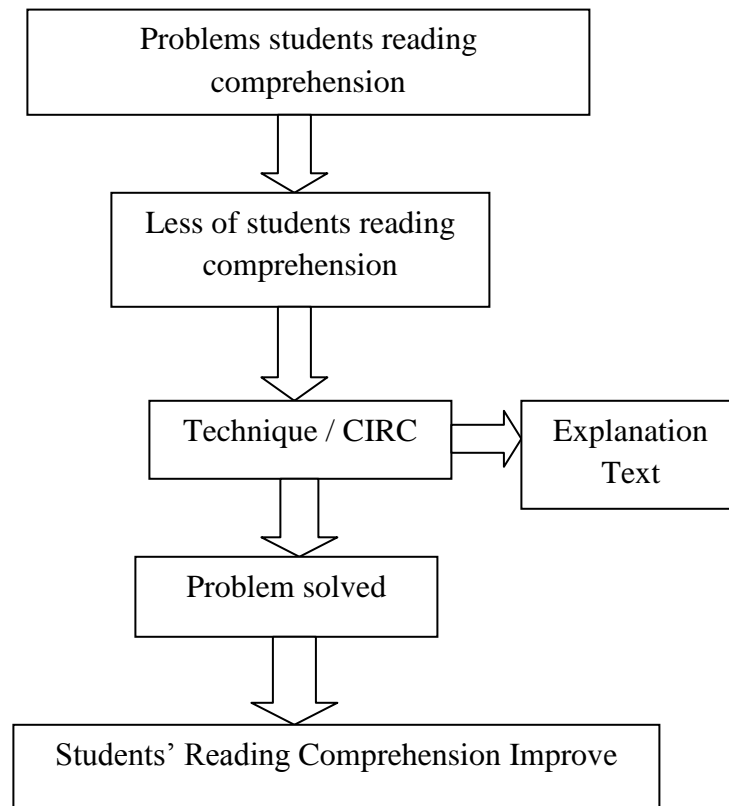 Problems students reading
comprehension
Less of students reading
comprehension
Technique / CIRC
Explanation
Text
Problem solved
Students’ Reading Comprehension Improve